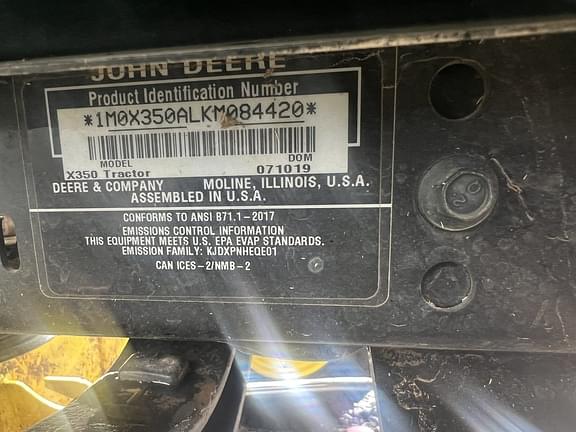 JOHN DEERE
Product Identification Number
*1M0X350ALKM084420*
MODEL DOM
X350 Tractor 071019
DEERE & COMPANY MOLINE, ILLINOIS, U.S.A.
ASSEMBLED IN U.S.A.
CONFORMS TO ANSI B71.1-2017
EMISSIONS CONTROL INFORMATION
THIS EQUIPMENT MEETS U.S. EPA EVAP STANDARDS.
EMISSION FAMILY: KJDXPNHEQE01
CAN ICES-2/NMB-2